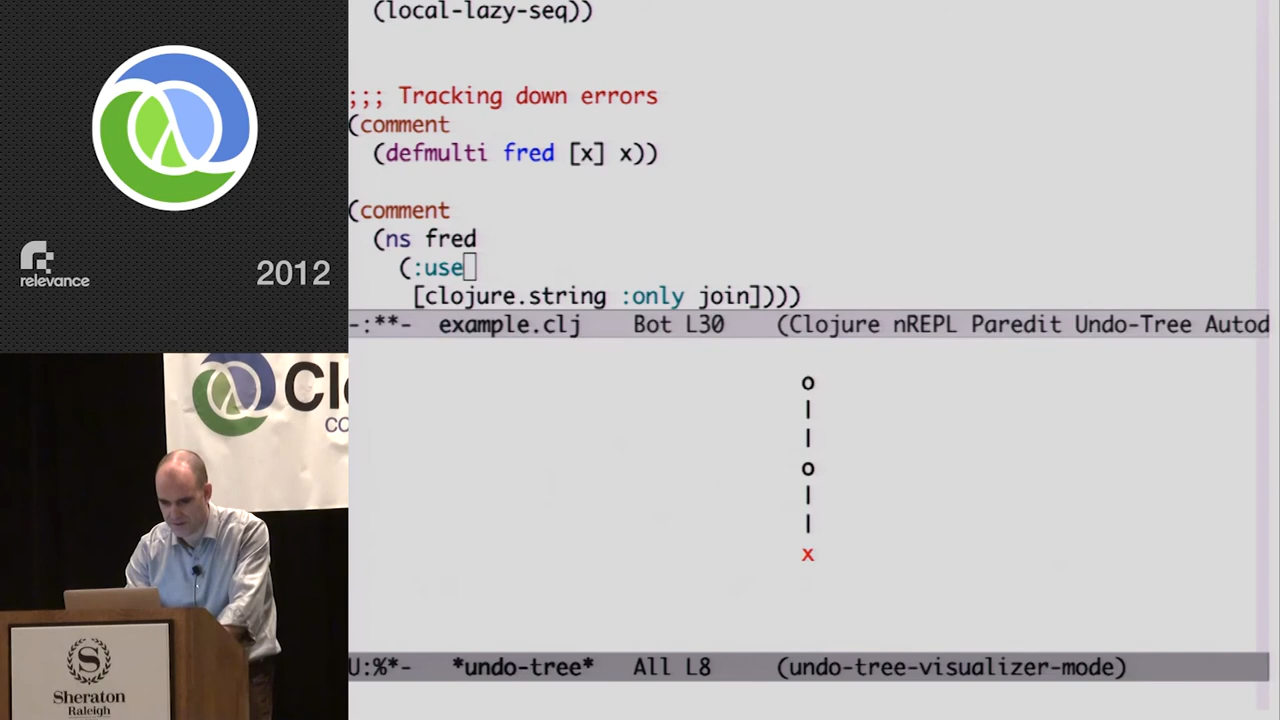 (local-lazy-seq))
;;; Tracking down errors
(comment
(defmulti fred [x] x))
(comment
(ns fred
(:use
[clojure.string :only join])))
-:**- example.clj Bot L30 (Clojure nREPL Paredit Undo-Tree Autod
o
|
|
o
|
|
x
U:%*- *undo-tree* All L8 (undo-tree-visualizer-mode)
relevance
2012
Clo
CO
S
Sheraton
Raleigh